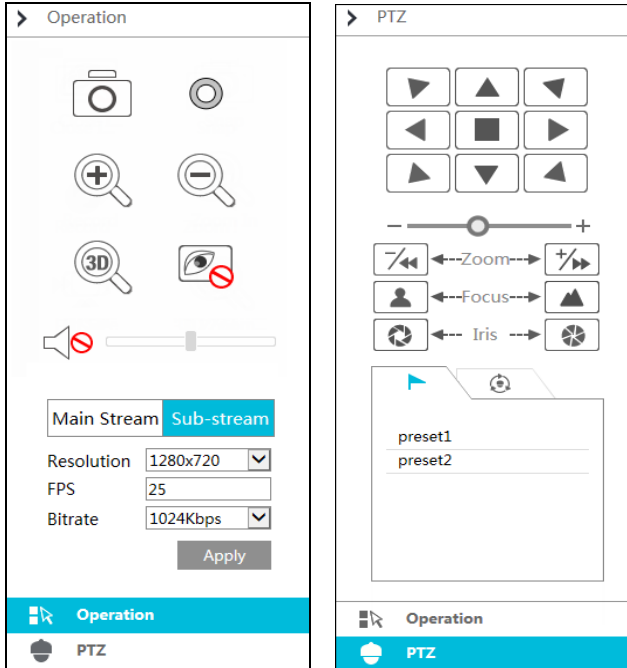 Operation
3D
Main Stream Sub-stream
Resolution 1280x720
FPS 25
Bitrate 1024Kbps
Apply
Operation
PTZ
PTZ
− +
−/ Zoom +/
Focus
Iris
preset1
preset2
Operation
PTZ